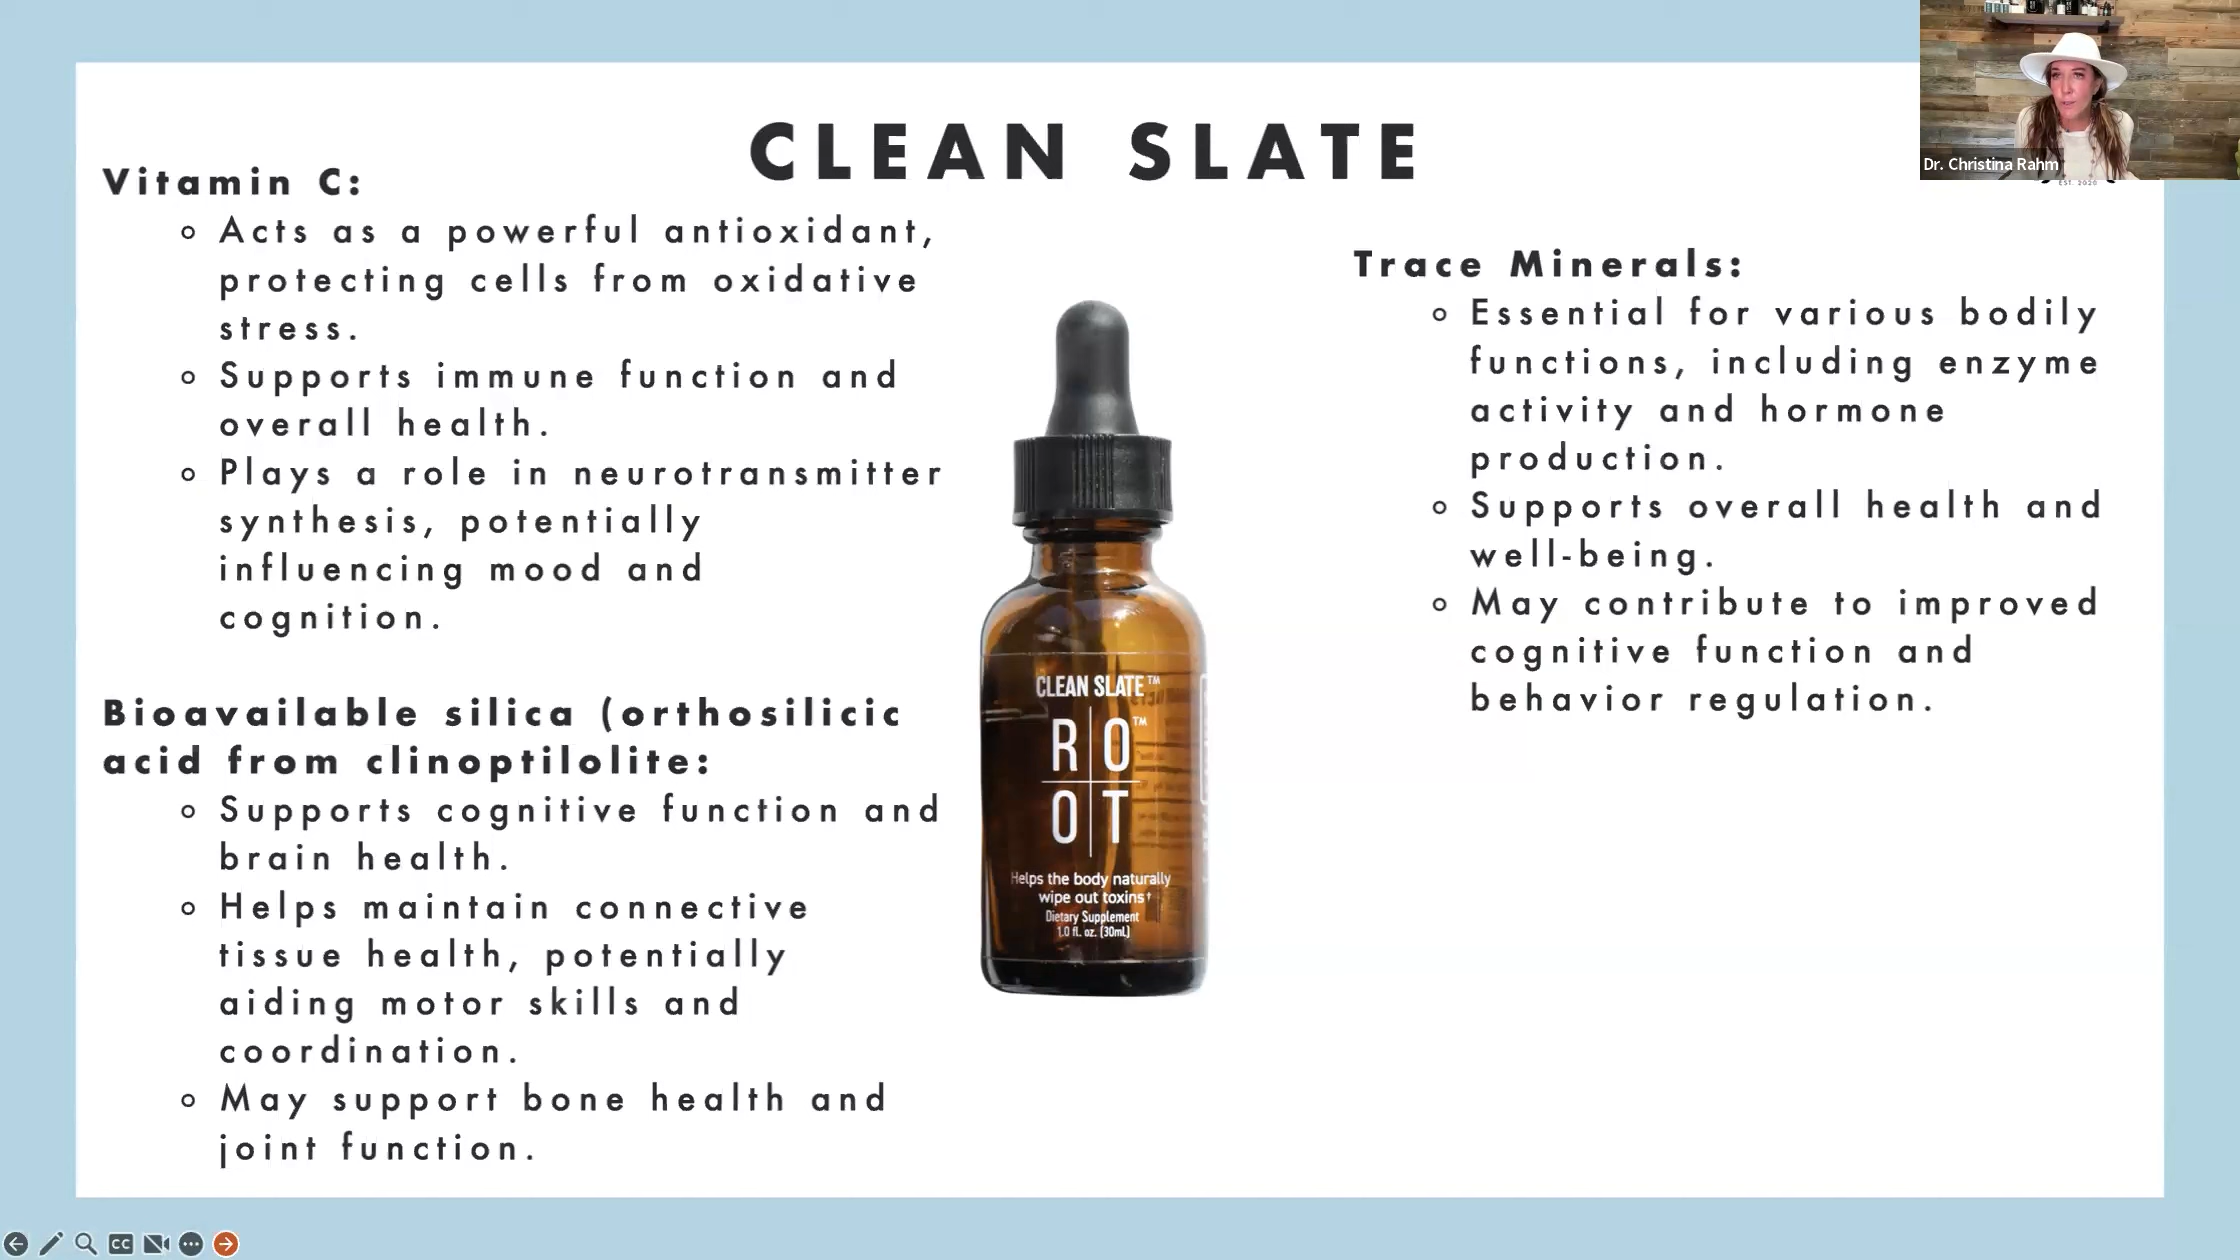 CLEAN SLATE
Vitamin C:
Acts as a powerful antioxidant,
protecting cells from oxidative
stress.
Supports immune function and
overall health.
Plays a role in neurotransmitter
synthesis, potentially
influencing mood and
cognition.
Bioavailable silica (orthosilicic
acid from clinoptilolite:
Supports cognitive function and
brain health.
Helps maintain connective
tissue health, potentially
aiding motor skills and
coordination.
May support bone health and
joint function.
CLEAN SLATE™
RO™
OT
Helps the body naturally
wipe out toxins†
Dietary Supplement
1.0 fl. oz. (30mL)
Trace Minerals:
Essential for various bodily
functions, including enzyme
activity and hormone
production.
Supports overall health and
well-being.
May contribute to improved
cognitive function and
behavior regulation.
Dr. Christina Rahm
EST. 2020
CC